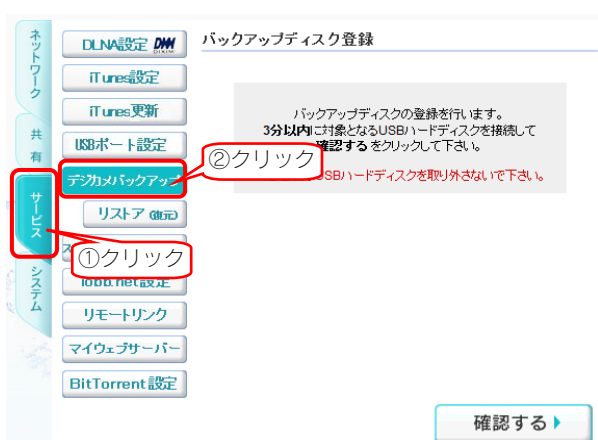 ネットワーク
共有
サービス
システム
DLNA設定 DiXiM
iTunes設定
iTunes更新
USBポート設定
デジカメバックアップ
リストア(復元)
ス
iobb.net設定
リモートリンク
マイウェブサーバー
BitTorrent設定
①クリック
②クリック
バックアップディスク登録
バックアップディスクの登録を行います。
3分以内に対象となるUSBハードディスクを接続して
確認する をクリックして下さい。
USBハードディスクを取り外さないで下さい。
確認する